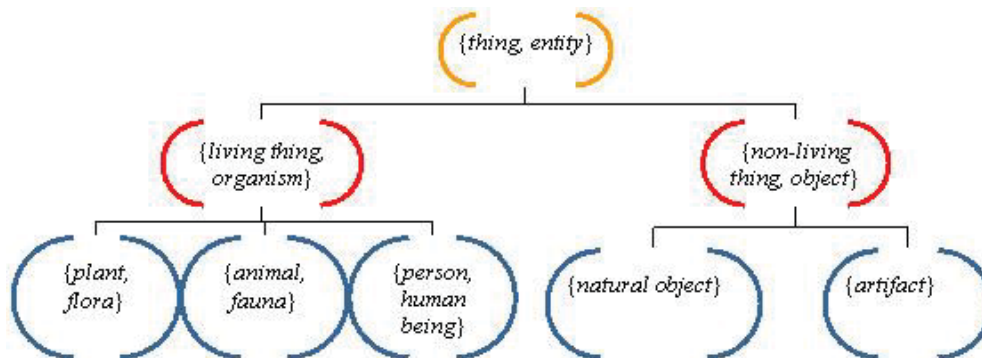 {thing, entity}
{living thing,
organism}
{non-living
thing, object}
{plant,
flora}
{animal,
fauna}
{person,
human
being}
{natural object}
{artifact}